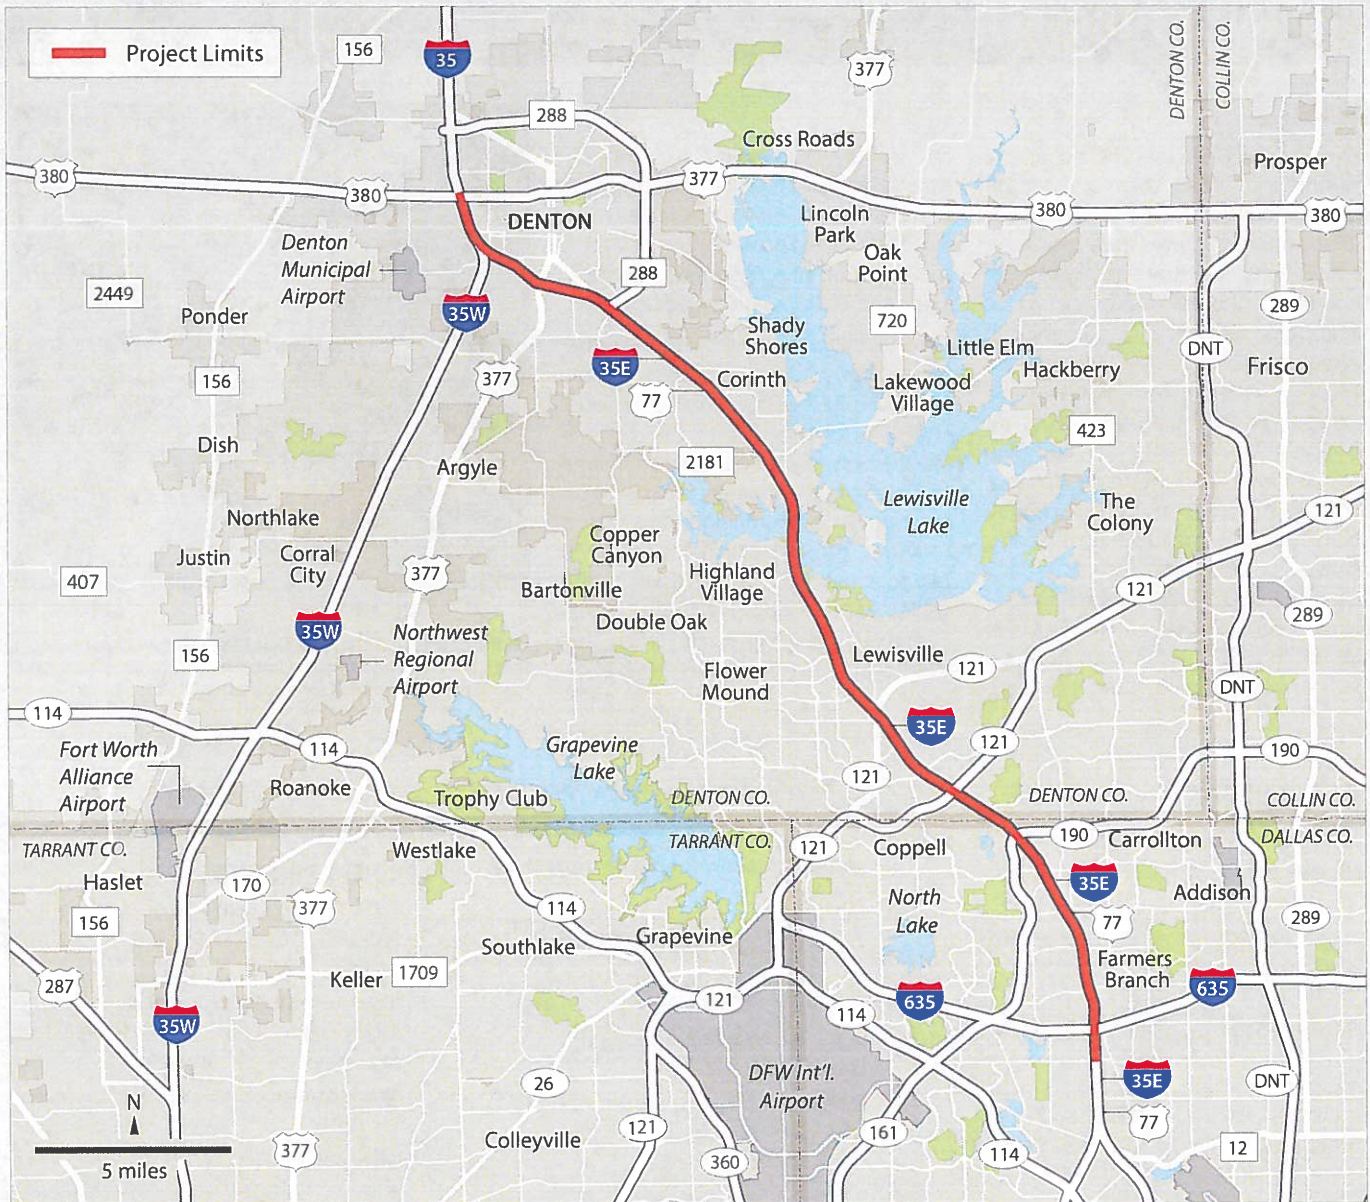 Project Limits
156
35
377
DENTON CO.
COLLIN CO.
288
Cross Roads
Prosper
380
380
377
380
380
DENTON
Lincoln
Park
Oak
Point
Denton
Municipal
Airport
288
2449
Ponder
35W
Shady
Shores
720
289
Little Elm
DNT
Hackberry
Frisco
35E
Corinth
156
377
77
Lakewood
Village
423
Dish
Argyle
2181
Lewisville
Lake
The
Colony
121
Northlake
Justin
Corral
City
Copper
Canyon
407
377
Highland
Village
Bartonville
121
289
Double Oak
35W
Northwest
Regional
Airport
156
Lewisville
121
Flower
Mound
DNT
114
35E
114
Grapevine
Lake
121
190
Fort Worth
Alliance
Airport
121
Roanoke
Trophy Club
DENTON CO.
DENTON CO.
COLLIN CO.
TARRANT CO.
TARRANT CO.
121
Coppell
190
Carrollton
DALLAS CO.
Westlake
Haslet
170
35E
Addison
377
114
North
Lake
77
289
156
Southlake
Grapevine
Farmers
Branch
Keller
1709
287
121
635
635
114
35W
DFW Int'l.
Airport
35E
DNT
26
N
121
161
77
Colleyville
377
5 miles
360
114
12